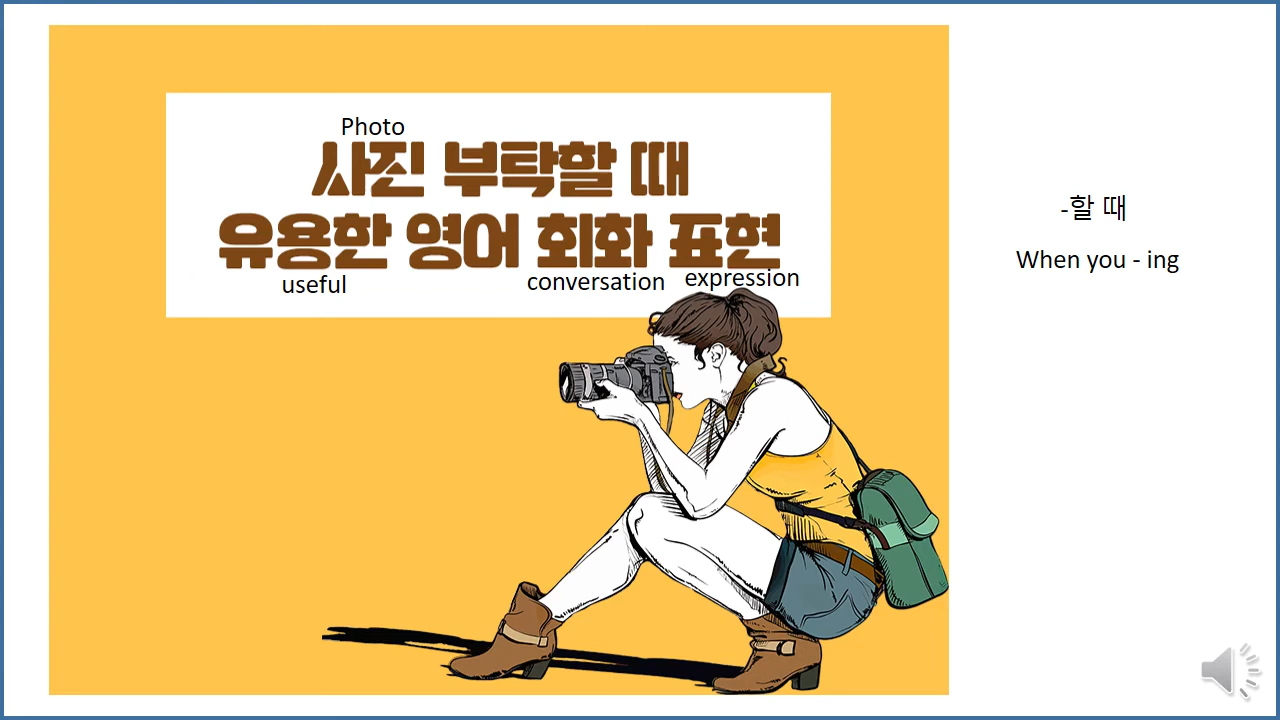 Photo
사진 부탁할 때
유용한 영어 회화 표현
useful conversation expression
-할 때
When you - ing